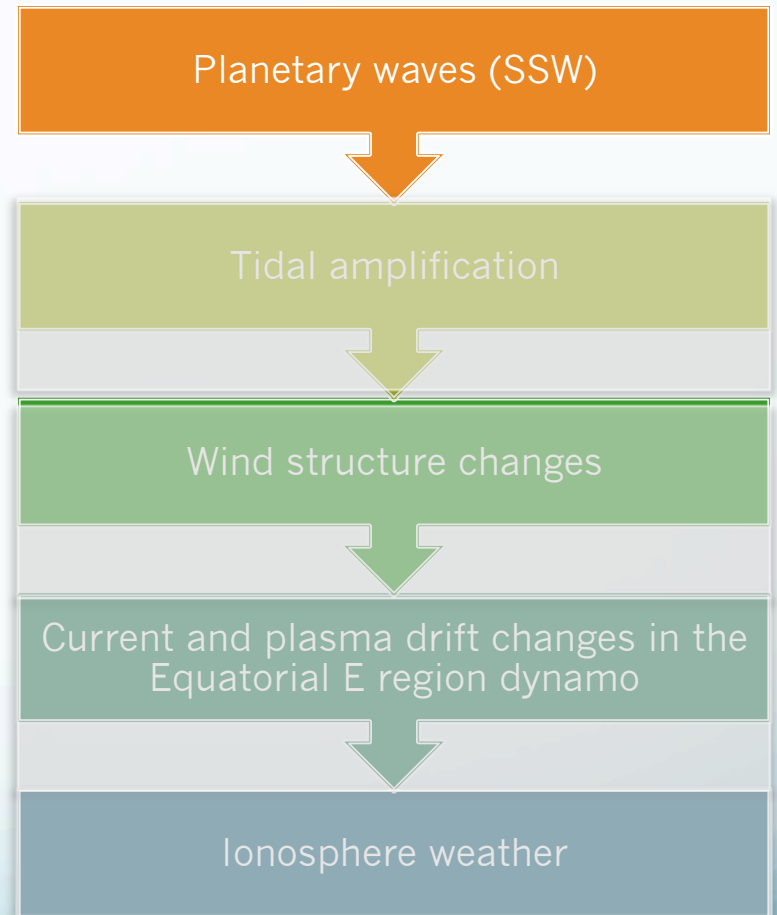 Planetary waves (SSW)
Tidal amplification
Wind structure changes
Current and plasma drift changes in the
Equatorial E region dynamo
Ionosphere weather